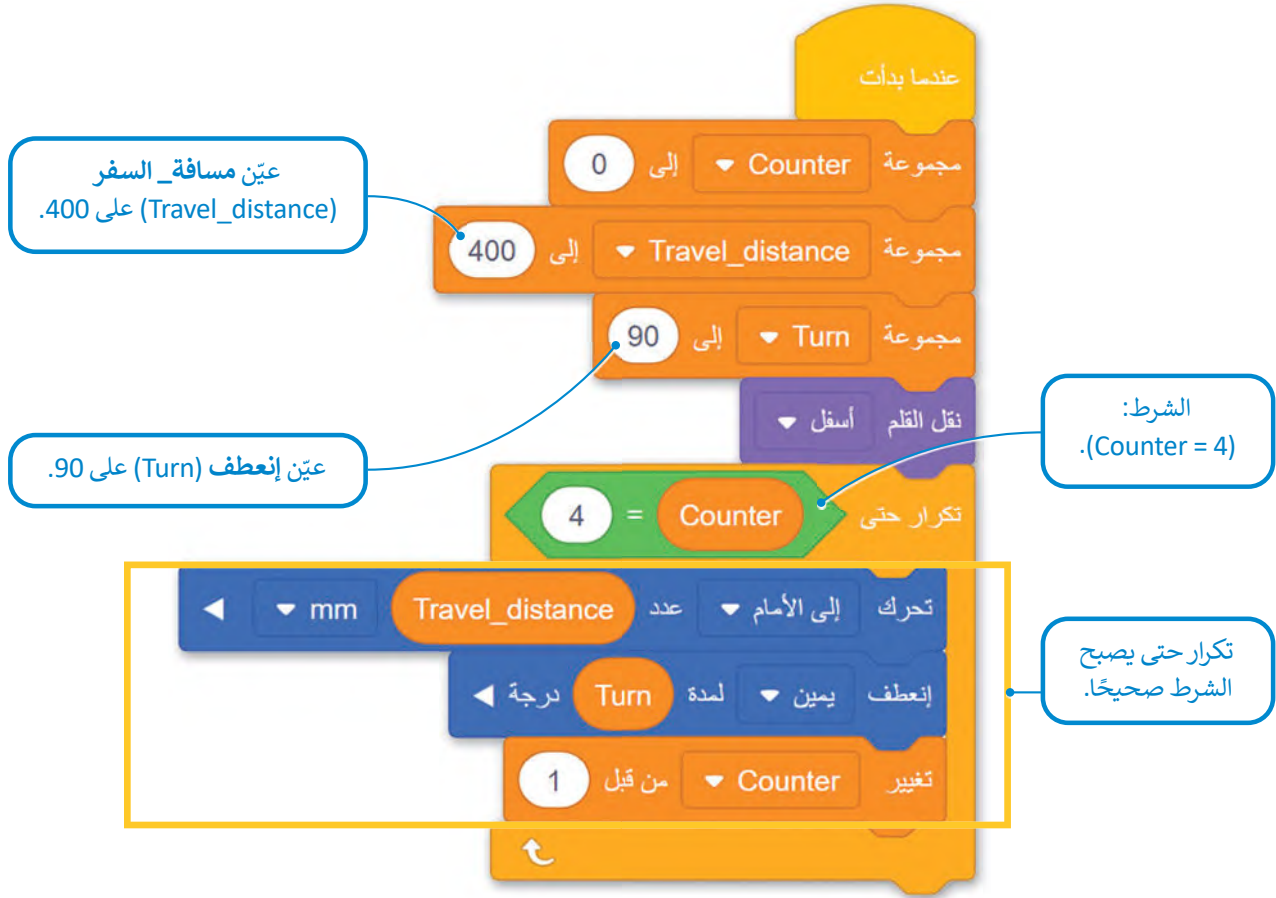 عندما بدأت
مجموعة Counter إلى 0
عيّن مسافة_ السفر
(Travel_distance) على 400.
مجموعة Travel_distance إلى 400
مجموعة Turn إلى 90
عيّن إنعطف (Turn) على 90.
نقل القلم أسفل
الشرط:
(Counter = 4).
تكرار حتى Counter = 4
تحرك إلى الأمام عدد Travel_distance mm
إنعطف يمين لمدة Turn درجة
تغيير Counter من قبل 1
تكرار حتى يصبح
الشرط صحيحًا.